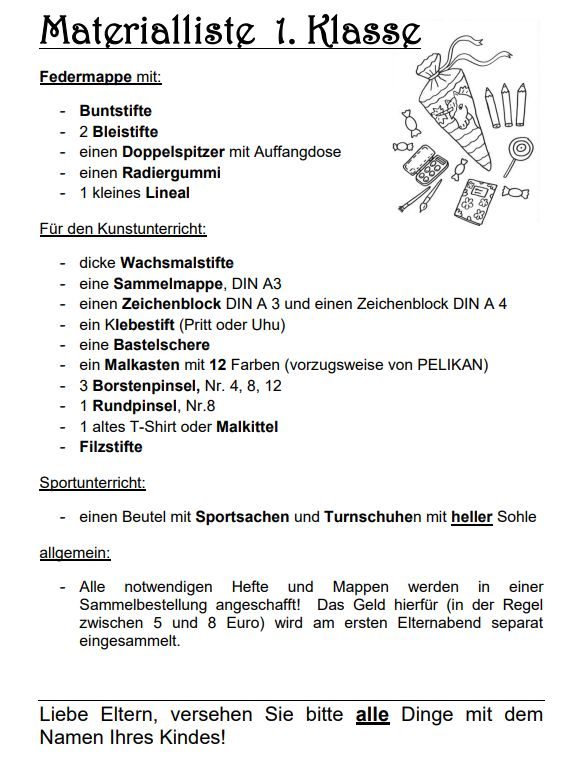 Materialliste 1. Klasse
Federmappe mit:
- Buntstifte
- 2 Bleistifte
- einen Doppelspitzer mit Auffangdose
- einen Radiergummi
- 1 kleines Lineal
Für den Kunstunterricht:
- dicke Wachsmalstifte
- eine Sammelmappe, DIN A3
- einen Zeichenblock DIN A 3 und einen Zeichenblock DIN A 4
- ein Klebestift (Pritt oder Uhu)
- eine Bastelschere
- ein Malkasten mit 12 Farben (vorzugsweise von PELIKAN)
- 3 Borstenpinsel, Nr. 4, 8, 12
- 1 Rundpinsel, Nr.8
- 1 altes T-Shirt oder Malkittel
- Filzstifte
Sportunterricht:
- einen Beutel mit Sportsachen und Turnschuhen mit heller Sohle
allgemein:
- Alle notwendigen Hefte und Mappen werden in einer
Sammelbestellung angeschafft! Das Geld hierfür (in der Regel
zwischen 5 und 8 Euro) wird am ersten Elternabend separat
eingesammelt.
Liebe Eltern, versehen Sie bitte alle Dinge mit dem
Namen Ihres Kindes!